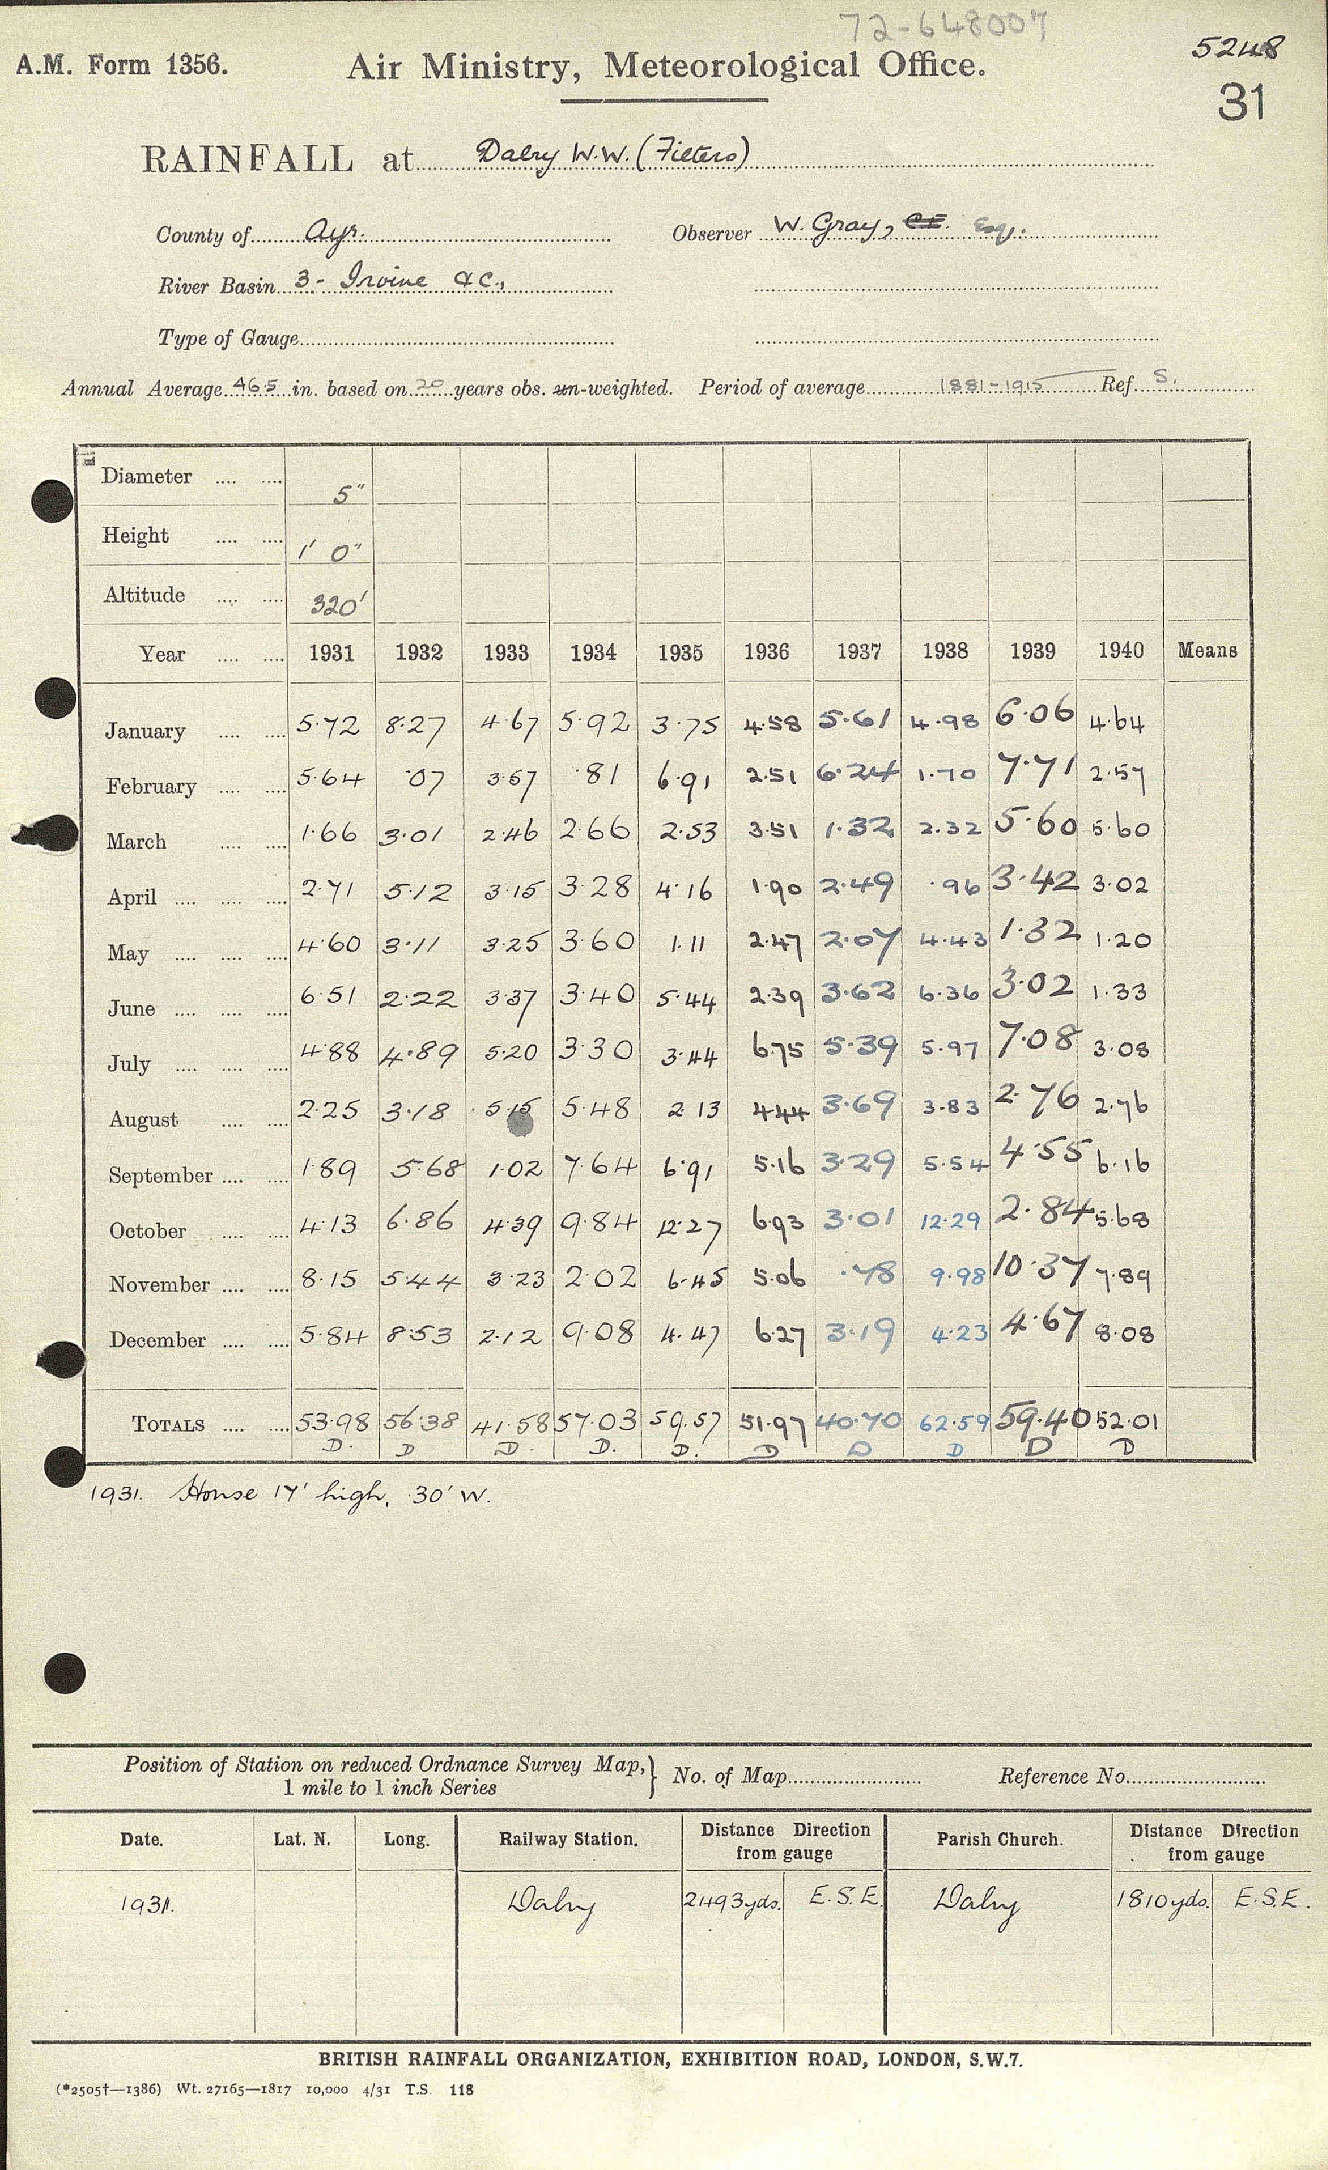 72-648007
5248
A.M. Form 1356.
Air Ministry, Meteorological Office.
31
RAINFALL at Dalry W.W. (Filters)
County of Ayr. Observer W. Gray, C.E. Esq.
River Basin 3 - Irvine &c.,
Type of Gauge
Annual Average 46.5 in. based on 20 years obs. un-weighted. Period of average 1881-1915 Ref. S.
Diameter .... .... 5"
Height .... .... 1' 0"
Altitude .... .... 320'
Year .... .... 1931 1932 1933 1934 1935 1936 1937 1938 1939 1940 Means
January .... .... 5.72 8.27 4.67 5.92 3.75 4.58 5.61 4.98 6.06 4.64
February .... .... 5.64 .07 3.57 .81 6.91 2.51 6.24 1.70 7.71 2.57
March .... .... 1.66 3.01 2.46 2.66 2.53 3.51 1.32 2.32 5.60 5.60
April .... .... .... 2.71 5.12 3.15 3.28 4.16 1.90 2.49 .96 3.42 3.02
May .... .... .... 4.60 3.11 3.25 3.60 1.11 2.47 2.07 4.43 1.32 1.20
June .... .... .... 6.51 2.22 3.37 3.40 5.44 2.39 3.62 6.36 3.02 1.33
July .... .... .... 4.88 4.89 5.20 3.30 3.44 6.75 5.39 5.97 7.08 3.08
August .... .... 2.25 3.18 5.15 5.48 2.13 4.44 3.69 3.83 2.76 2.76
September .... .... 1.89 5.68 1.02 7.64 6.91 5.16 3.29 5.54 4.55 6.16
October .... .... 4.13 6.86 4.39 9.84 12.27 6.93 3.01 12.29 2.84 5.68
November .... .... 8.15 5.44 3.23 2.02 6.45 5.06 .78 9.98 10.37 7.89
December .... .... 5.84 8.53 2.12 9.08 4.47 6.27 3.19 4.23 4.67 8.08
TOTALS .... .... 53.98 56.38 41.58 57.03 59.57 51.97 40.70 62.59 59.40 52.01
D. D D. D. D. D D D D D
1931. House 17' high, 30' W.
Position of Station on reduced Ordnance Survey Map, } No. of Map Reference No.
1 mile to 1 inch Series
Date. Lat. N. Long. Railway Station. Distance Direction from gauge Parish Church. Distance Direction from gauge
1931. Dalry 2493 yds. E.S.E. Dalry 1810 yds. E.S.E.
BRITISH RAINFALL ORGANIZATION, EXHIBITION ROAD, LONDON, S.W.7.
(*2505†—1386) Wt. 27165—1817 10,000 4/31 T.S. 118